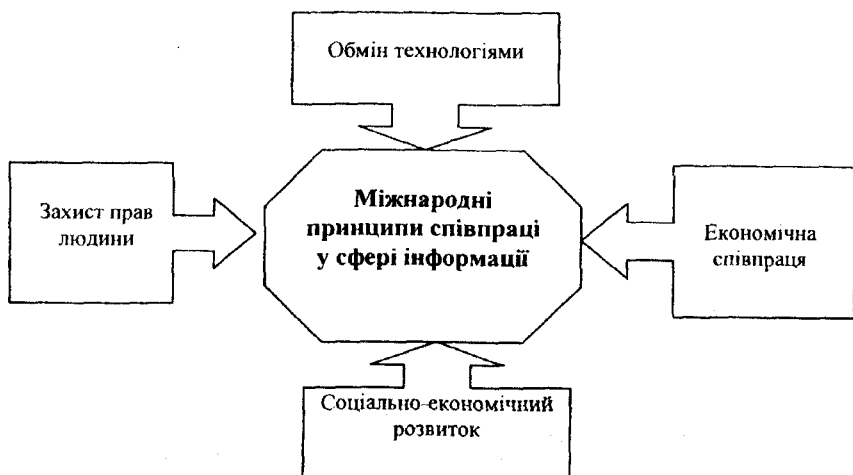 Обмін технологіями
Захист прав
людини
Міжнародні
принципи співпраці
у сфері інформації
Економічна
співпраця
Соціально-економічний
розвиток